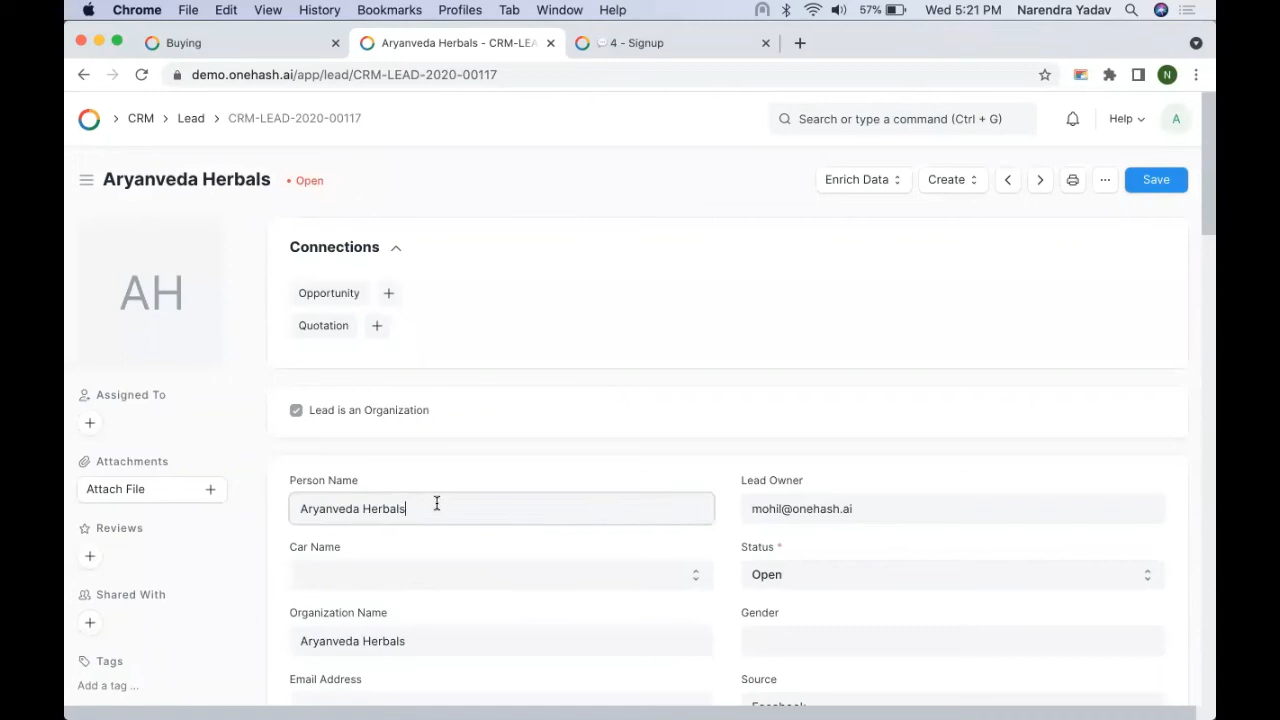 Chrome File Edit View History Bookmarks Profiles Tab Window Help 57% Wed 5:21 PM Narendra Yadav
Buying Aryanveda Herbals - CRM-LEA 4 - Signup
demo.onehash.ai/app/lead/CRM-LEAD-2020-00117 N
CRM Lead CRM-LEAD-2020-00117 Search or type a command (Ctrl + G) Help A
Aryanveda Herbals • Open Enrich Data Create ... Save
AH
Connections
Opportunity +
Quotation +
Assigned To
+
Lead is an Organization
Attachments
Attach File +
Person Name Lead Owner
Aryanveda Herbals mohil@onehash.ai
Reviews
+
Car Name Status *
Open
Shared With
+
Organization Name Gender
Aryanveda Herbals
Tags
Add a tag ...
Email Address Source
Facebook